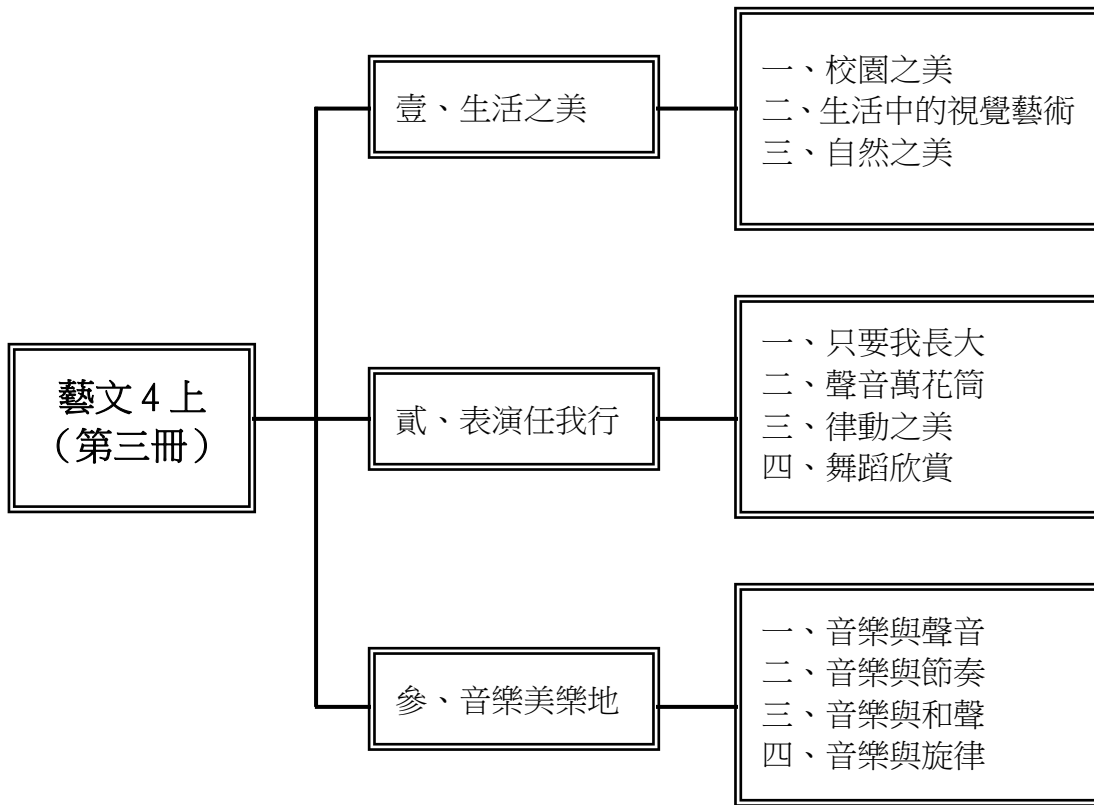 藝文4上
（第三冊）
壹、生活之美
一、校園之美
二、生活中的視覺藝術
三、自然之美
貳、表演任我行
一、只要我長大
二、聲音萬花筒
三、律動之美
四、舞蹈欣賞
參、音樂美樂地
一、音樂與聲音
二、音樂與節奏
三、音樂與和聲
四、音樂與旋律